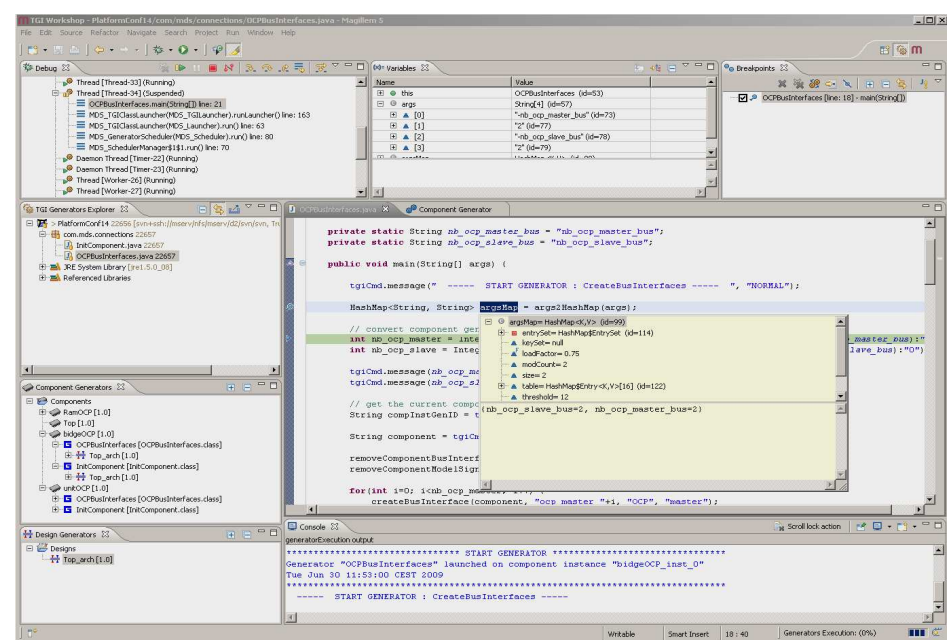 TGI Workshop - PlatformConf14/com/mds/connections/OCPBusInterfaces.java - Magillem 5
File Edit Source Refactor Navigate Search Project Run Window Help
Debug
Thread [Thread-33] (Running)
Thread [Thread-34] (Suspended)
OCPBusInterfaces.main(String[]) line: 21
MDS_TGIClassLauncher(MDS_TGILauncher).runLauncher() line: 163
MDS_TGIClassLauncher(MDS_Launcher).run() line: 63
MDS_GeneratorScheduler(MDS_Scheduler).run() line: 80
MDS_SchedulerManager$1$1.run() line: 70
Daemon Thread [Timer-22] (Running)
Daemon Thread [Timer-23] (Running)
Thread [Worker-26] (Running)
Thread [Worker-27] (Running)
(x)= Variables
Name Value
this OCPBusInterfaces (id=53)
args String[4] (id=57)
[0] "-nb_ocp_master_bus" (id=73)
[1] "2" (id=77)
[2] "-nb_ocp_slave_bus" (id=78)
[3] "2" (id=79)
Breakpoints
OCPBusInterfaces [line: 18] - main(String[])
TGI Generators Explorer
> PlatformConf14 22656 [svn+ssh://mserv/nfs/mserv/d2/svn/svn, Tru
com.mds.connections 22657
InitComponent.java 22657
OCPBusInterfaces.java 22657
JRE System Library [jre1.5.0_08]
Referenced Libraries
OCPBusInterfaces.java Component Generator
private static String nb_ocp_master_bus = "nb_ocp_master_bus";
private static String nb_ocp_slave_bus = "nb_ocp_slave_bus";
public void main(String[] args) {
tgiCmd.message(" ----- START GENERATOR : CreateBusInterfaces ----- ", "NORMAL");
HashMap<String, String> argsMap = args2HashMap(args);
// convert component gen
int nb_ocp_master = Inte master_bus):"
int nb_ocp_slave = Integ lave_bus):"0")
tgiCmd.message(nb_ocp_ma
tgiCmd.message(nb_ocp_sl
// get the current compo
String compInstGenID = t
String component = tgiCm
removeComponentBusInterf
removeComponentModelSign
for(int i=0; i<nb_ocp_master; i++) {
createBusInterface(component, "ocp_master_"+i, "OCP", "master");
argsMap= HashMap<K,V> (id=99)
entrySet= HashMap$EntrySet (id=114)
keySet= null
loadFactor= 0.75
modCount= 2
size= 2
table= HashMap$Entry<K,V>[16] (id=122)
threshold= 12
{nb_ocp_slave_bus=2, nb_ocp_master_bus=2}
Component Generators
Components
RamOCP [1.0]
Top [1.0]
bidgeOCP [1.0]
OCPBusInterfaces [OCPBusInterfaces.class]
Top_arch [1.0]
InitComponent [InitComponent.class]
Top_arch [1.0]
unitOCP [1.0]
OCPBusInterfaces [OCPBusInterfaces.class]
InitComponent [InitComponent.class]
Design Generators
Designs
Top_arch [1.0]
Console
Scroll lock action
generatorExecution output
******************************** START GENERATOR ********************************
Generator "OCPBusInterfaces" launched on component instance "bidgeOCP_inst_0"
Tue Jun 30 11:53:00 CEST 2009
********************************************************************************
----- START GENERATOR : CreateBusInterfaces -----
Writable Smart Insert 18 : 40 Generators Execution: (0%)